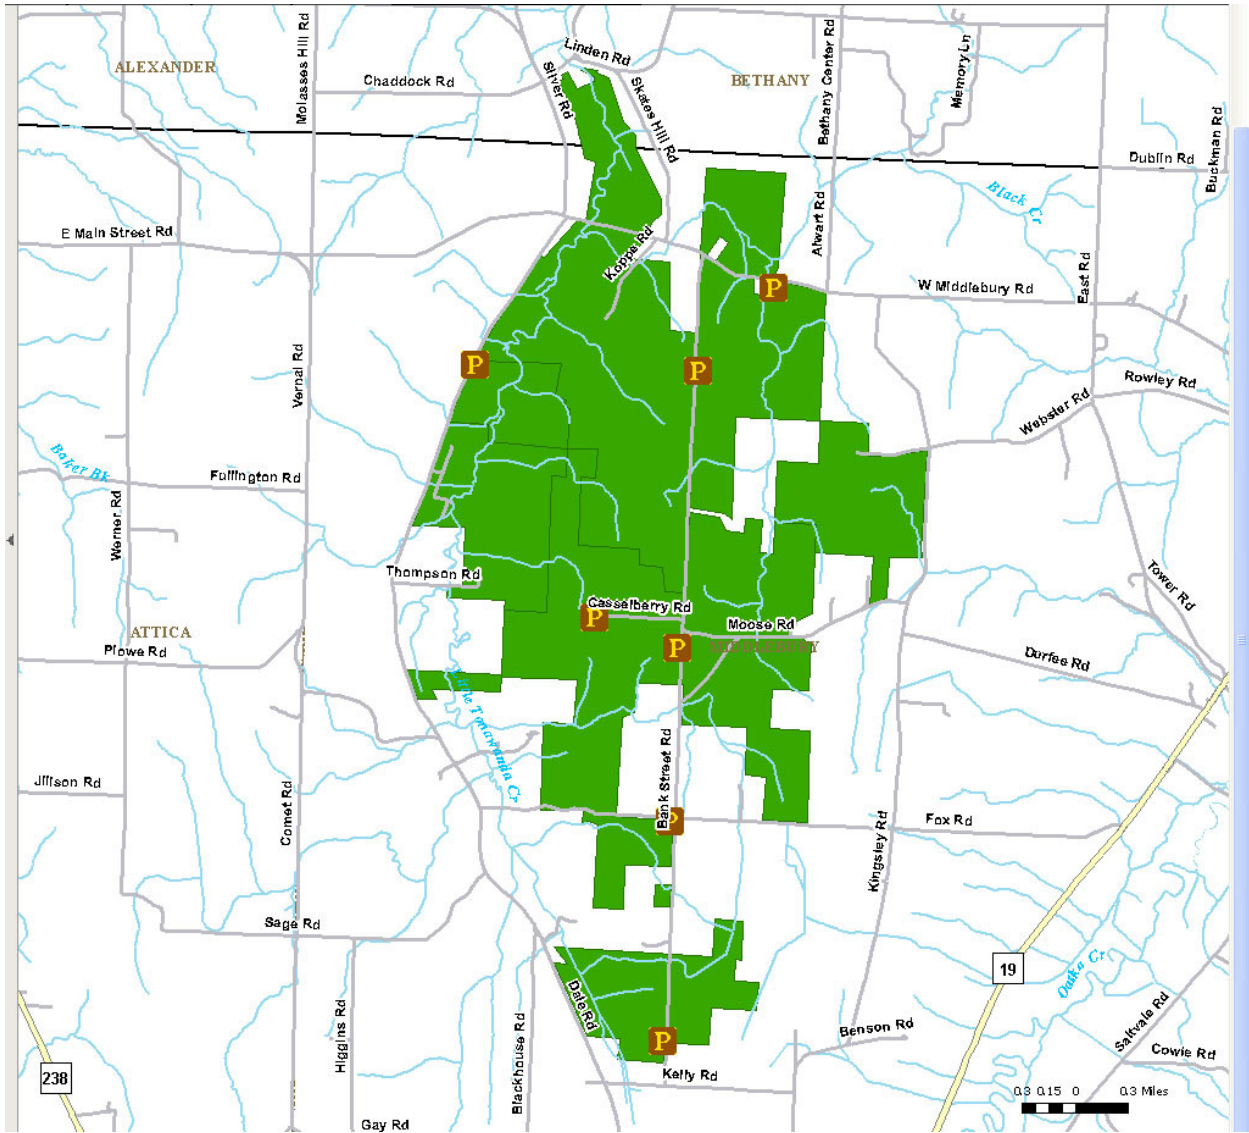 Linden Rd
ALEXANDER
Molasses Hill Rd
Chaddock Rd
Silver Rd
Skates Hill Rd
BETHANY
Bethany Center Rd
Memory Ln
Buckman Rd
Dublin Rd
Black Cr
Alwart Rd
E Main Street Rd
Koppe Rd
East Rd
W Middlebury Rd
P
P
P
Vernal Rd
Rowley Rd
Webster Rd
Baker Bk
Fullington Rd
Werner Rd
Thompson Rd
Tower Rd
Casselberry Rd
P
Moose Rd
ATTICA
P
MIDDLEBURY
Plowe Rd
Durfee Rd
Little Tonawanda Cr
Bank Street Rd
Jillson Rd
Comet Rd
P
Fox Rd
Kingsley Rd
Sage Rd
19
Oatka Cr
Dale Rd
Higgins Rd
Blackhouse Rd
P
Benson Rd
Saltvale Rd
Cowie Rd
238
Kelly Rd
0.3 0.15 0 0.3 Miles
Gay Rd